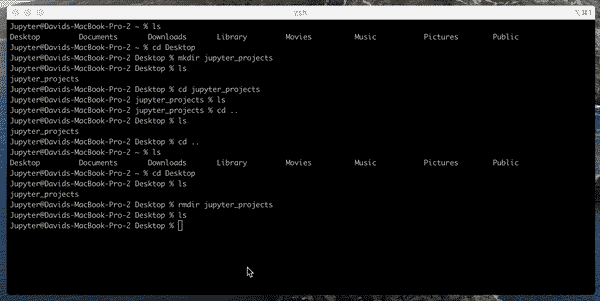 zsh
⌥⌘1
Jupyter@Davids-MacBook-Pro-2 ~ % ls
Desktop Documents Downloads Library Movies Music Pictures Public
Jupyter@Davids-MacBook-Pro-2 ~ % cd Desktop
Jupyter@Davids-MacBook-Pro-2 Desktop % mkdir jupyter_projects
Jupyter@Davids-MacBook-Pro-2 Desktop % ls
jupyter_projects
Jupyter@Davids-MacBook-Pro-2 Desktop % cd jupyter_projects
Jupyter@Davids-MacBook-Pro-2 jupyter_projects % ls
Jupyter@Davids-MacBook-Pro-2 jupyter_projects % cd ..
Jupyter@Davids-MacBook-Pro-2 Desktop % ls
jupyter_projects
Jupyter@Davids-MacBook-Pro-2 Desktop % cd ..
Jupyter@Davids-MacBook-Pro-2 ~ % ls
Desktop Documents Downloads Library Movies Music Pictures Public
Jupyter@Davids-MacBook-Pro-2 ~ % cd Desktop
Jupyter@Davids-MacBook-Pro-2 Desktop % ls
jupyter_projects
Jupyter@Davids-MacBook-Pro-2 Desktop % rmdir jupyter_projects
Jupyter@Davids-MacBook-Pro-2 Desktop % ls
Jupyter@Davids-MacBook-Pro-2 Desktop %